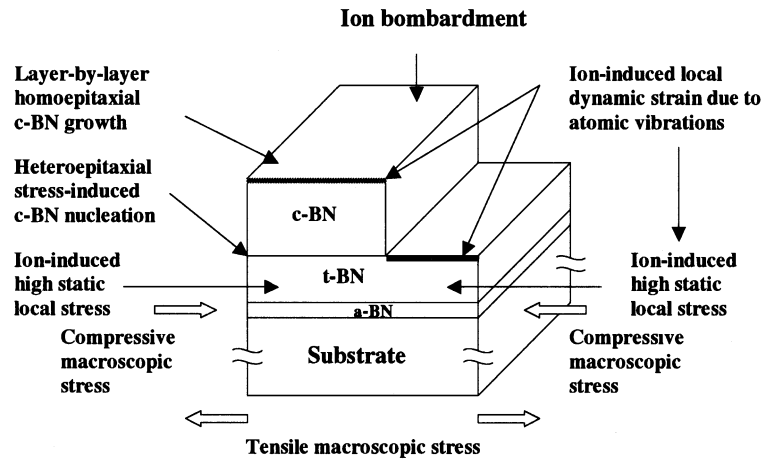 Ion bombardment
Layer-by-layer
homoepitaxial
c-BN growth
Ion-induced local
dynamic strain due to
atomic vibrations
Heteroepitaxial
stress-induced
c-BN nucleation
c-BN
Ion-induced
high static
local stress
t-BN
Ion-induced
high static
local stress
a-BN
Compressive
macroscopic
stress
Substrate
Compressive
macroscopic
stress
Tensile macroscopic stress